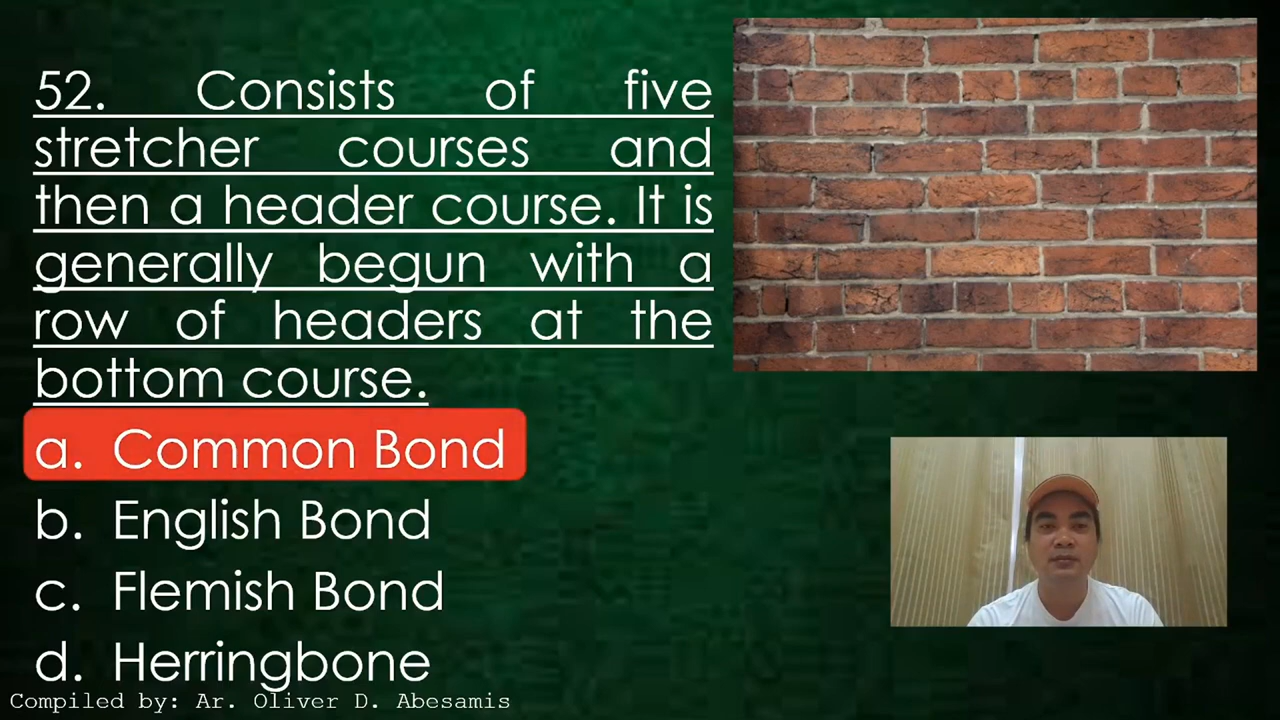 52. Consists of five
stretcher courses and
then a header course. It is
generally begun with a
row of headers at the
bottom course.
a. Common Bond
b. English Bond
c. Flemish Bond
d. Herringbone
Compiled by: Ar. Oliver D. Abesamis